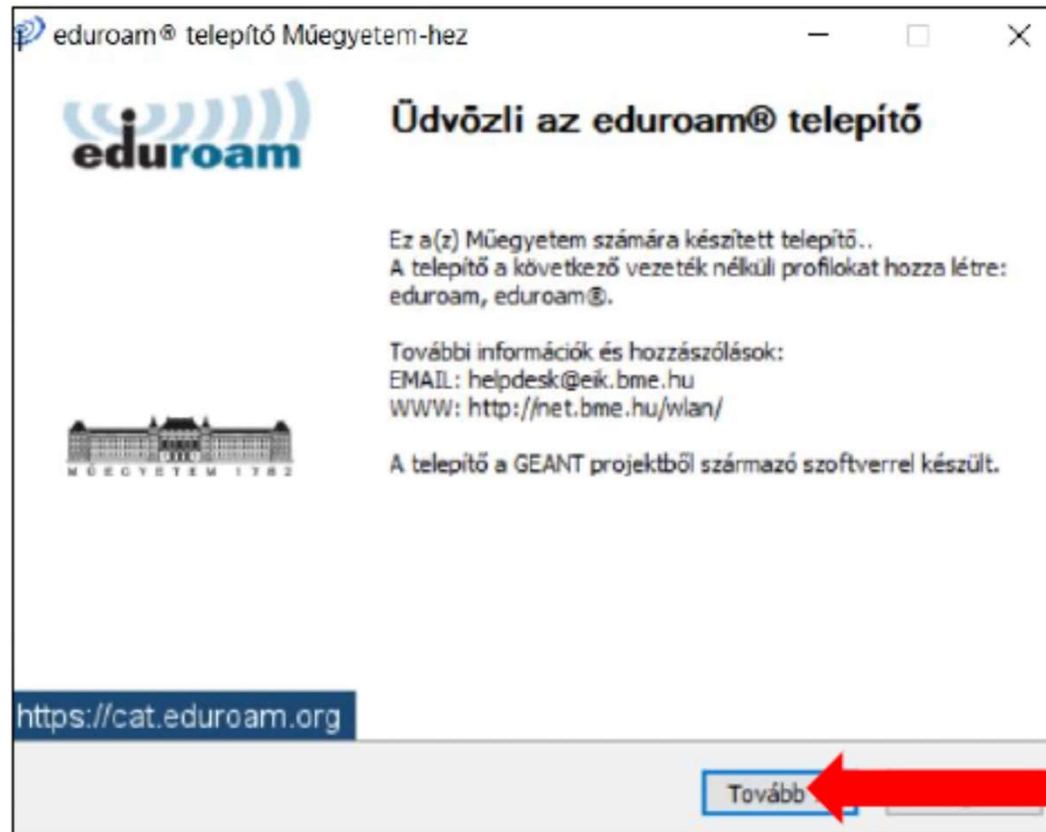 eduroam® telepítő Műegyetem-hez
eduroam
Üdvözli az eduroam® telepítő
Ez a(z) Műegyetem számára készített telepítő..
A telepítő a következő vezeték nélküli profilokat hozza létre:
eduroam, eduroam®.
További információk és hozzászólások:
EMAIL: helpdesk@eik.bme.hu
WWW: http://net.bme.hu/wlan/
MŰEGYETEM 1782
A telepítő a GEANT projektből származó szoftverrel készült.
https://cat.eduroam.org
Tovább